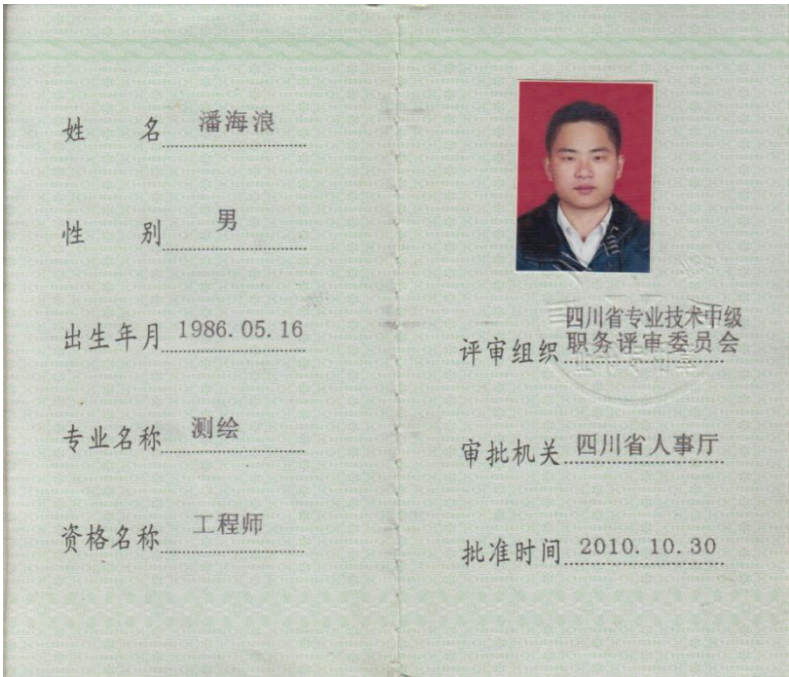 姓 名 潘海浪
性 别 男
出生年月 1986.05.16
专业名称 测绘
资格名称 工程师
评审组织 四川省专业技术中级
职务评审委员会
审批机关 四川省人事厅
批准时间 2010.10.30